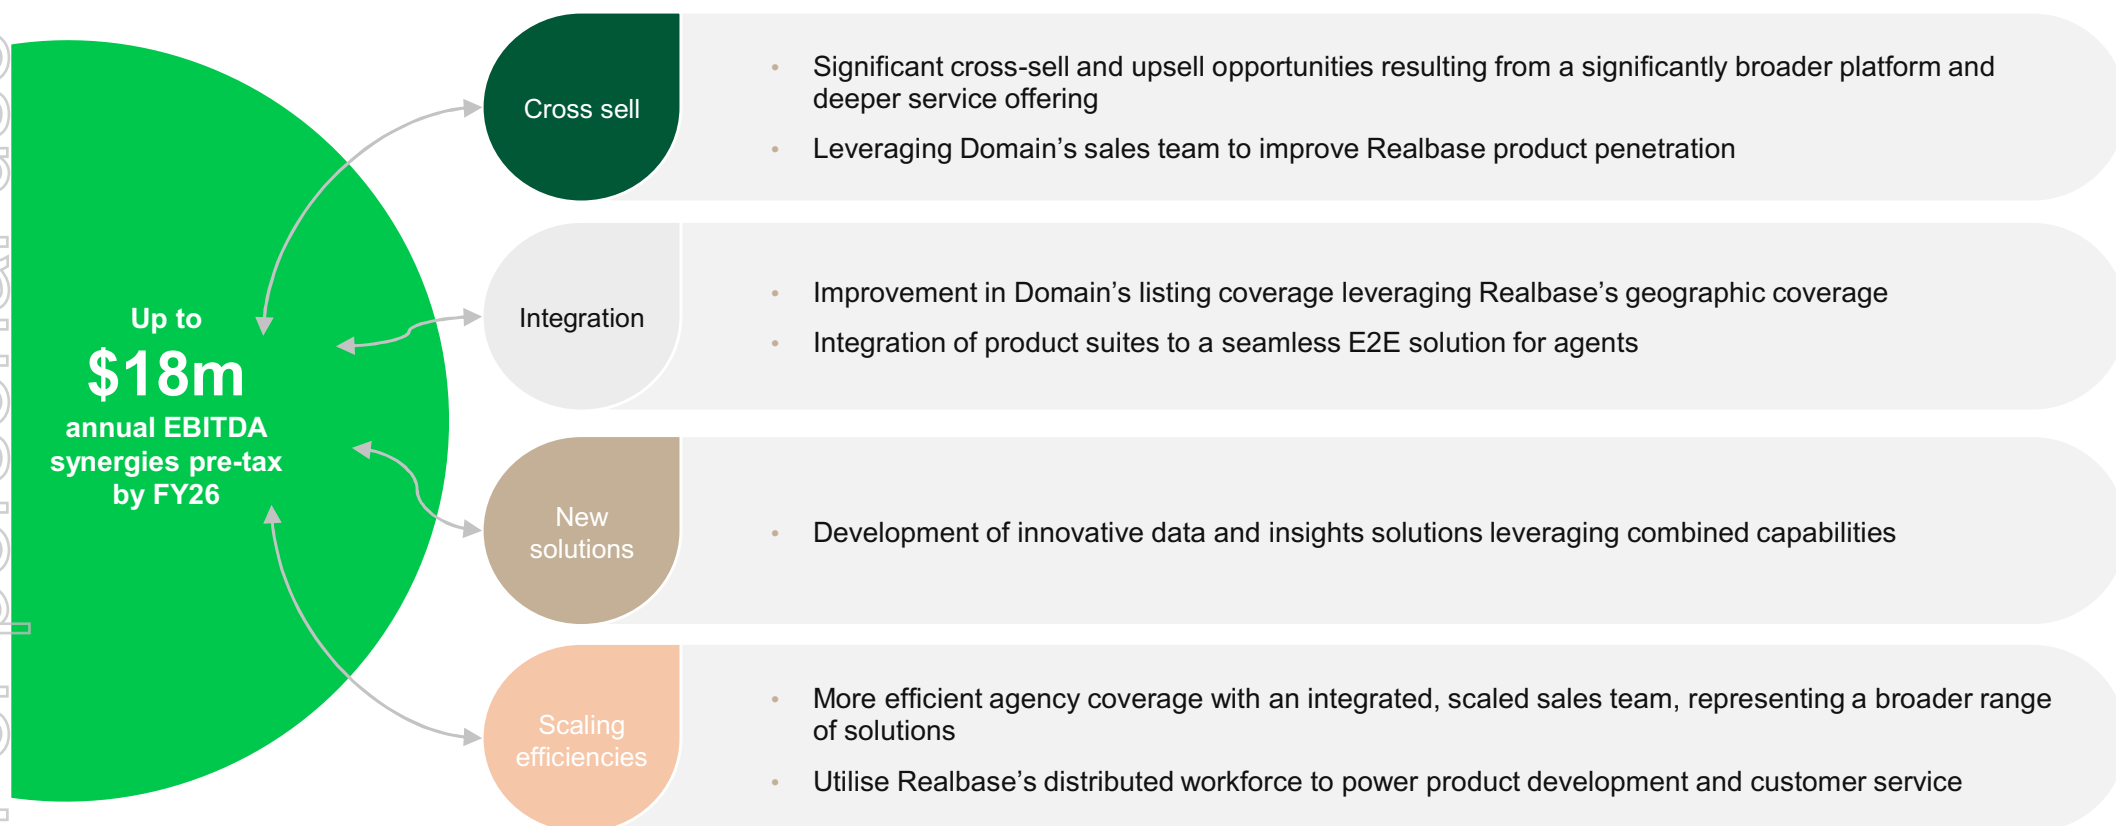 Up to
$18m
annual EBITDA
synergies pre-tax
by FY26
Cross sell
• Significant cross-sell and upsell opportunities resulting from a significantly broader platform and
deeper service offering
• Leveraging Domain's sales team to improve Realbase product penetration
Integration
• Improvement in Domain's listing coverage leveraging Realbase's geographic coverage
• Integration of product suites to a seamless E2E solution for agents
New
solutions
• Development of innovative data and insights solutions leveraging combined capabilities
Scaling
efficiencies
• More efficient agency coverage with an integrated, scaled sales team, representing a broader range
of solutions
• Utilise Realbase's distributed workforce to power product development and customer service